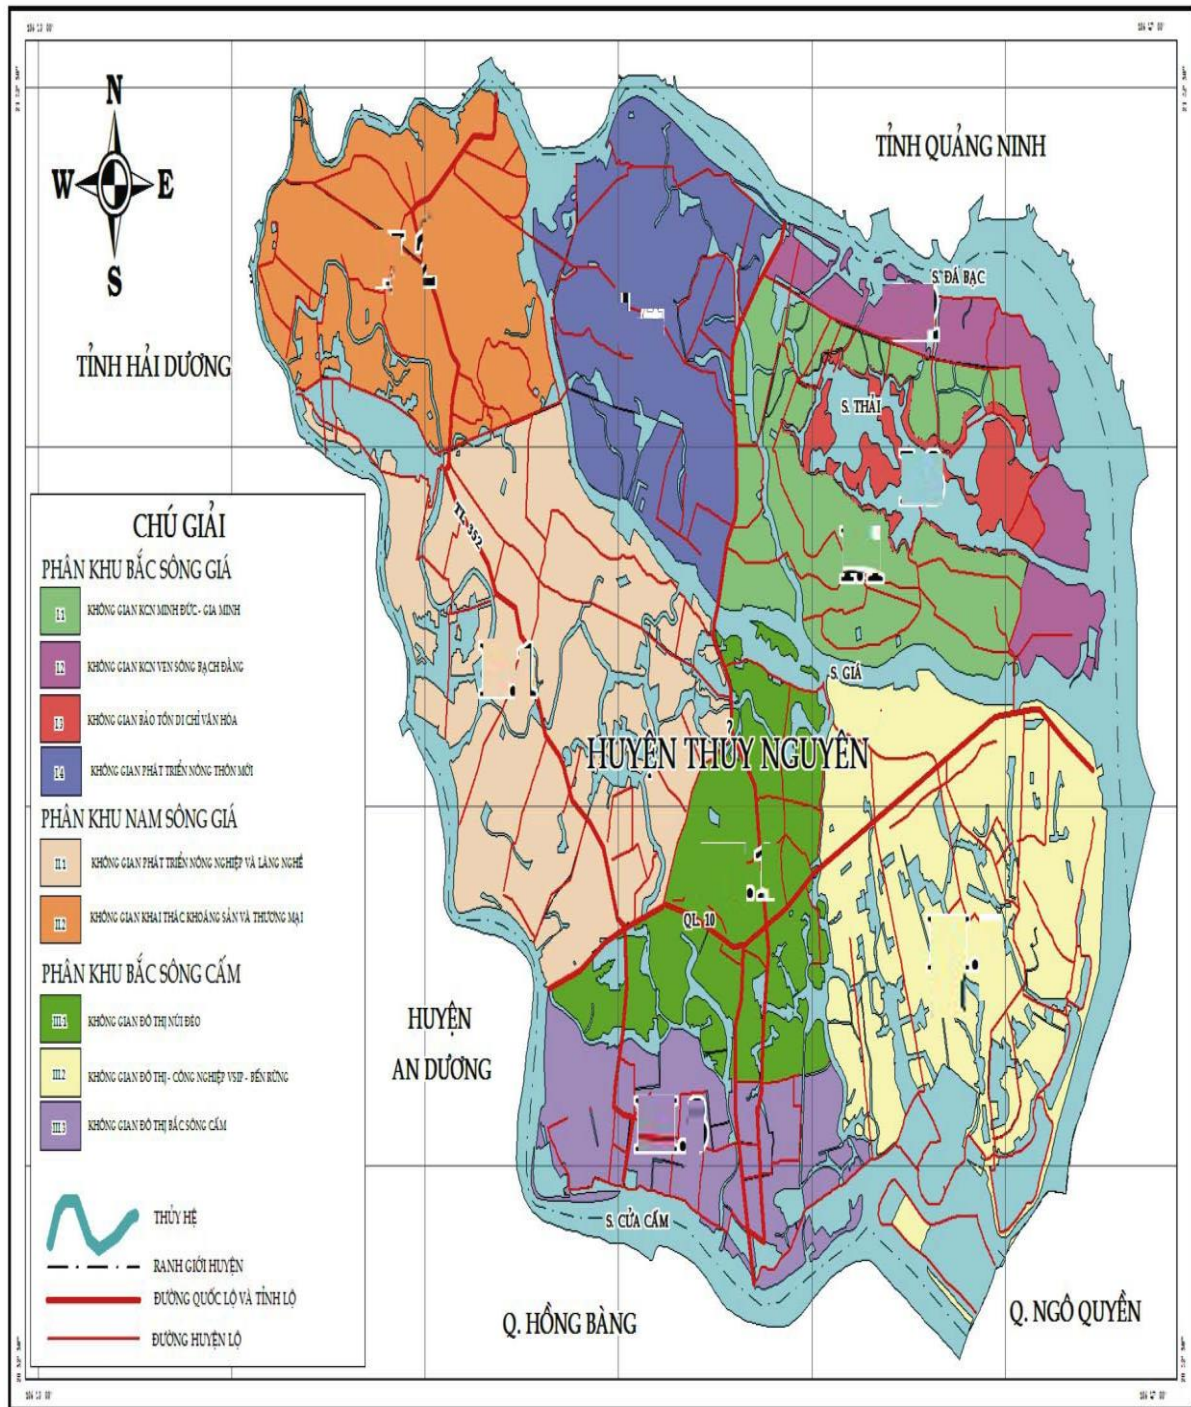 N
W E
S
TỈNH QUẢNG NINH
S. ĐÁ BẠC
TỈNH HẢI DƯƠNG
S. THẢI
TL. 352
S. GIÁ
HUYỆN THỦY NGUYÊN
QL. 10
HUYỆN
AN DƯƠNG
S. CỬA CẤM
Q. HỒNG BÀNG
Q. NGÔ QUYỀN
CHÚ GIẢI
PHÂN KHU BẮC SÔNG GIÁ
I.1 KHÔNG GIAN KCN MINH ĐỨC - GIA MINH
I.2 KHÔNG GIAN KCN VEN SÔNG BẠCH ĐẰNG
I.3 KHÔNG GIAN BẢO TỒN DI CHỈ VĂN HÓA
I.4 KHÔNG GIAN PHÁT TRIỂN NÔNG THÔN MỚI
PHÂN KHU NAM SÔNG GIÁ
II.1 KHÔNG GIAN PHÁT TRIỂN NÔNG NGHIỆP VÀ LÀNG NGHỀ
II.2 KHÔNG GIAN KHAI THÁC KHOÁNG SẢN VÀ THƯƠNG MẠI
PHÂN KHU BẮC SÔNG CẤM
III.1 KHÔNG GIAN ĐÔ THỊ NÚI ĐÈO
III.2 KHÔNG GIAN ĐÔ THỊ - CÔNG NGHIỆP VSIP - BẾN RỪNG
III.3 KHÔNG GIAN ĐÔ THỊ BẮC SÔNG CẤM
THỦY HỆ
RANH GIỚI HUYỆN
ĐƯỜNG QUỐC LỘ VÀ TỈNH LỘ
ĐƯỜNG HUYỆN LỘ